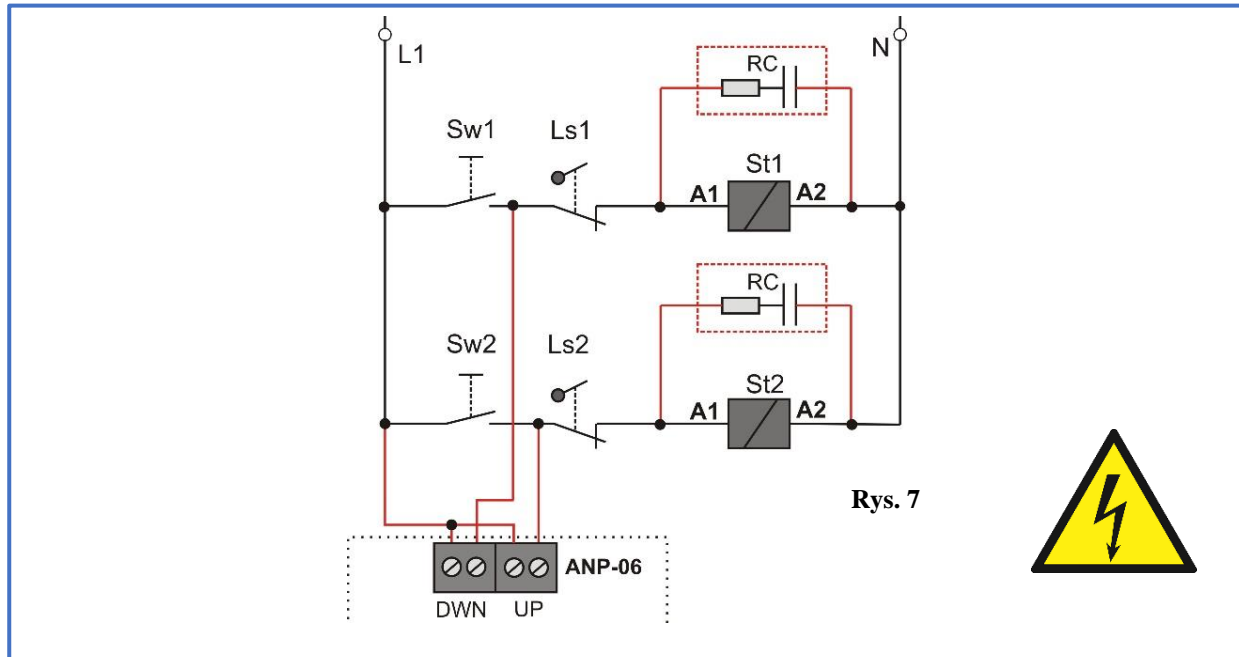 L1
N
RC
Sw1
Ls1
St1
A1
A2
RC
Sw2
Ls2
St2
A1
A2
Rys. 7
ANP-06
DWN
UP